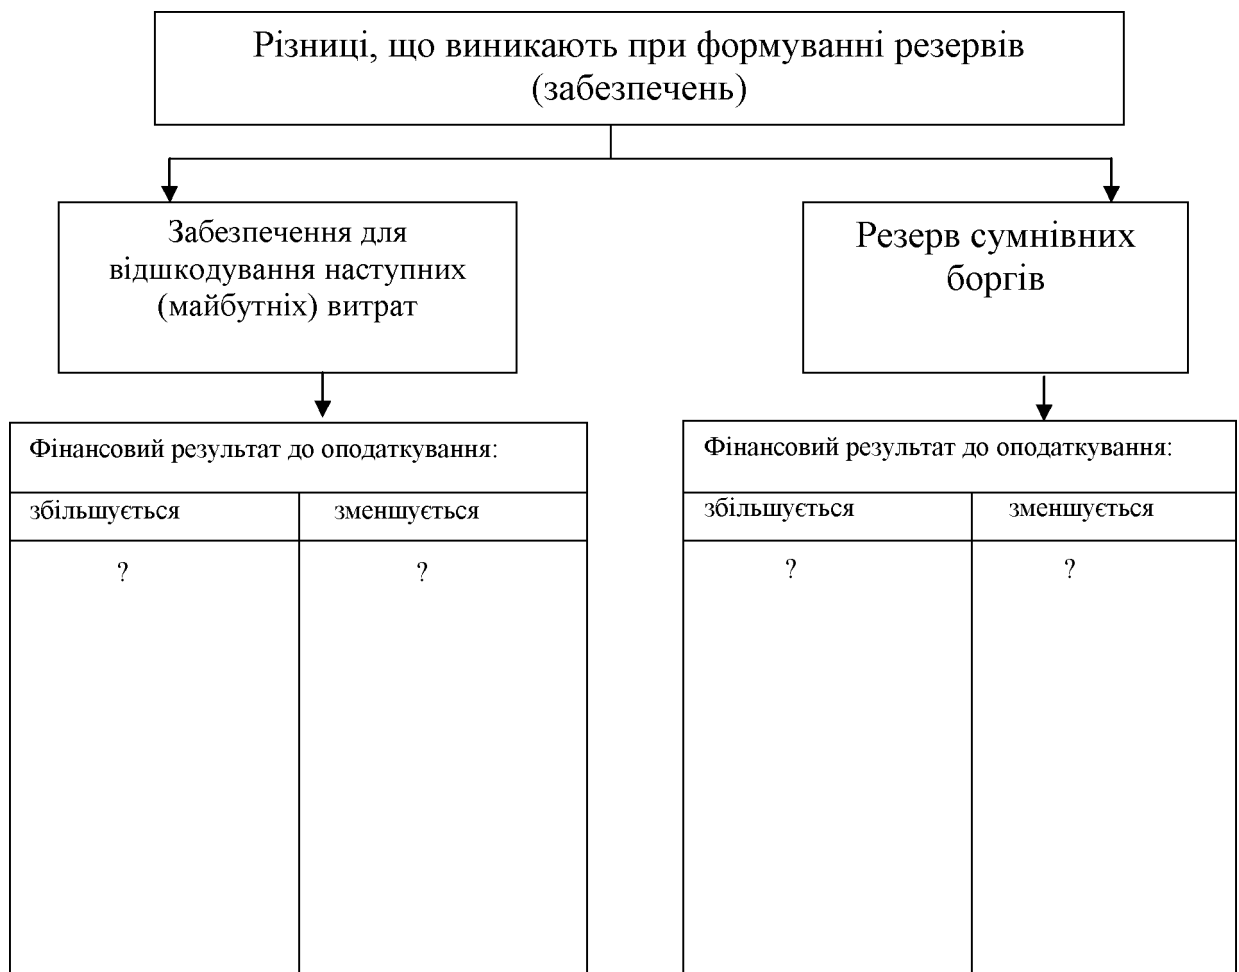 Різниці, що виникають при формуванні резервів
(забезпечень)
Забезпечення для
відшкодування наступних
(майбутніх) витрат
Резерв сумнівних
боргів
Фінансовий результат до оподаткування:
збільшується
зменшується
?
?
Фінансовий результат до оподаткування:
збільшується
зменшується
?
?